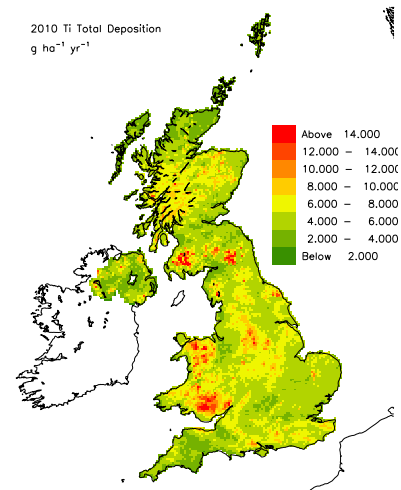 2010 Ti Total Deposition
g ha⁻¹ yr⁻¹
Above 14.000
12.000 – 14.000
10.000 – 12.000
8.000 – 10.000
6.000 – 8.000
4.000 – 6.000
2.000 – 4.000
Below 2.000